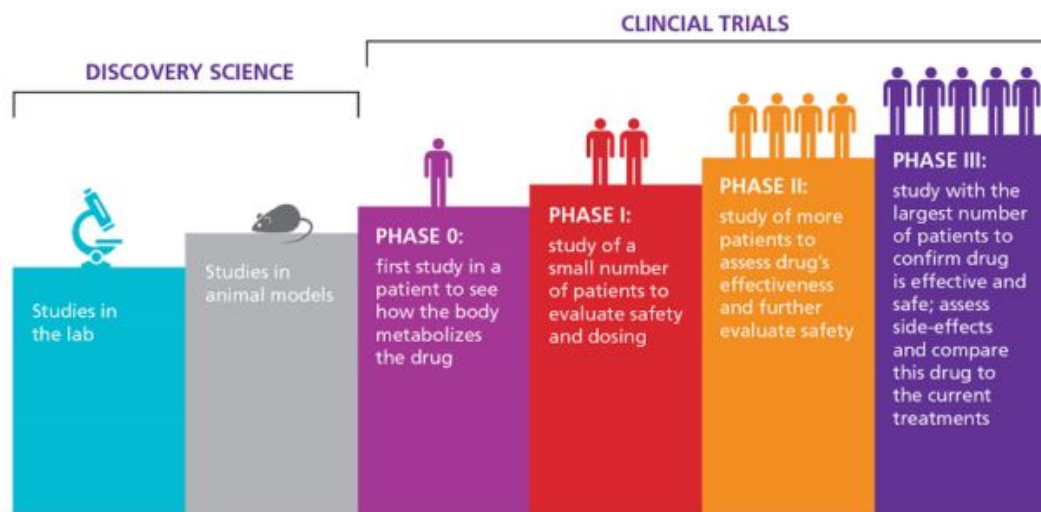 CLINCIAL TRIALS
DISCOVERY SCIENCE
Studies in
the lab
Studies in
animal models
PHASE 0:
first study in a
patient to see
how the body
metabolizes
the drug
PHASE I:
study of a
small number
of patients to
evaluate safety
and dosing
PHASE II:
study of more
patients to
assess drug's
effectiveness
and further
evaluate safety
PHASE III:
study with the
largest number
of patients to
confirm drug
is effective and
safe; assess
side-effects
and compare
this drug to
the current
treatments